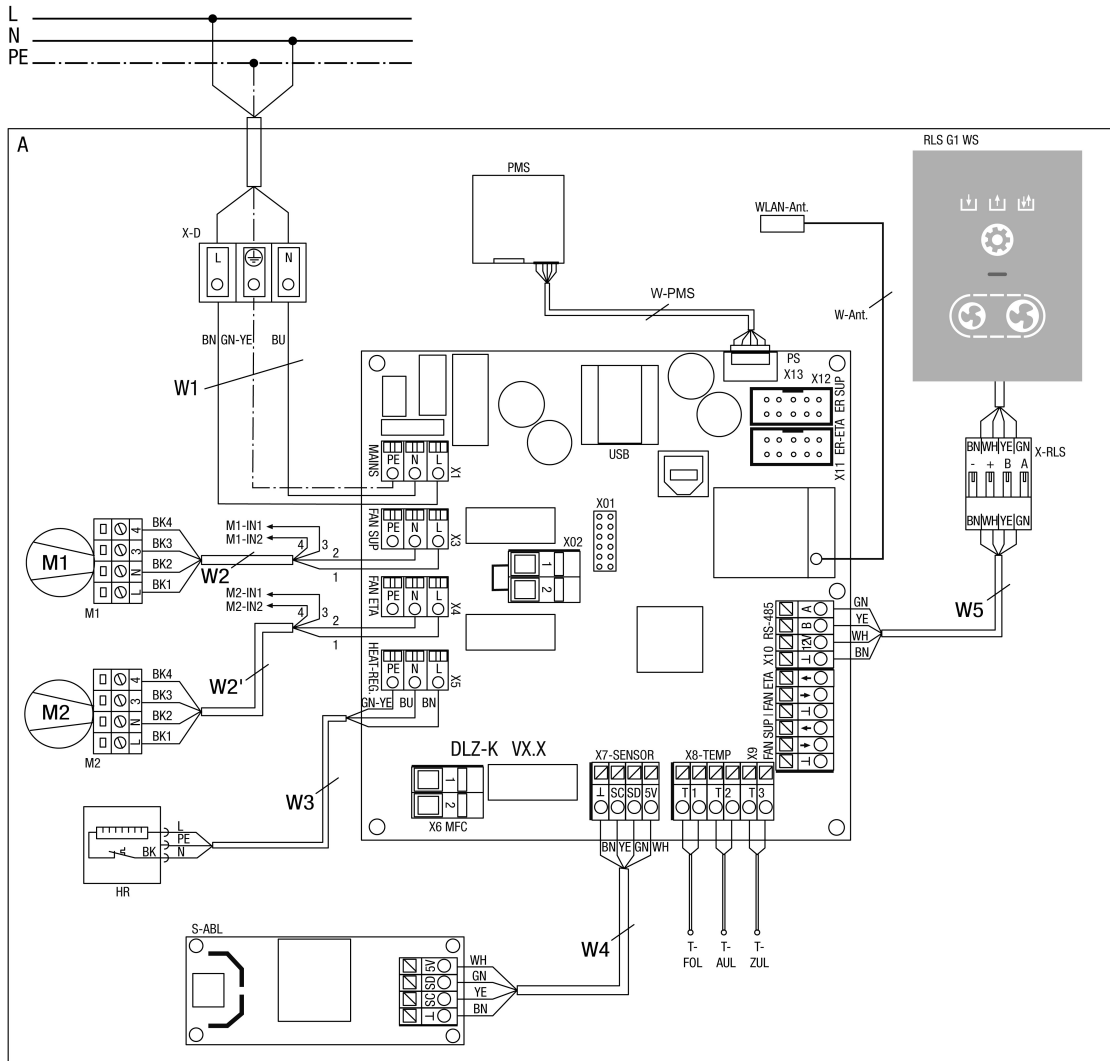 L
N
PE
A
RLS G1 WS
PMS
WLAN-Ant.
X-D
L
N
W-PMS
W-Ant.
BN GN-YE BU
PS
X13 X12
ER SUP
W1
USB
X11 ER-ETA
X-RLS
BN WH YE GN
- + B A
BN WH YE GN
MAINS
PE N L
X1
FAN SUP
PE N L
X3
X01
X02
1
2
M1
4
3
N
L
BK4
BK3
BK2
BK1
M1
W2
M1-IN1
M1-IN2
4 3
2
1
FAN ETA
PE N L
X4
M2-IN1
M2-IN2
4 3
2
1
W2'
HEAT-REG.
PE N L
X5
GN-YE BU BN
M2
4
3
N
L
BK4
BK3
BK2
BK1
M2
X10 RS-485
A
B
12V
⊥
GN
YE
WH
BN
W5
FAN SUP | FAN ETA
←
→
⊥
←
→
⊥
DLZ-K VX.X
1
2
X6 MFC
X7-SENSOR
⊥ SC SD 5V
BN YE GN WH
X8-TEMP X9
T 1 T 2 T 3
W3
L
PE
BK N
HR
W4
T-FOL
T-AUL
T-ZUL
S-ABL
5V
SD
SC
⊥
WH
GN
YE
BN